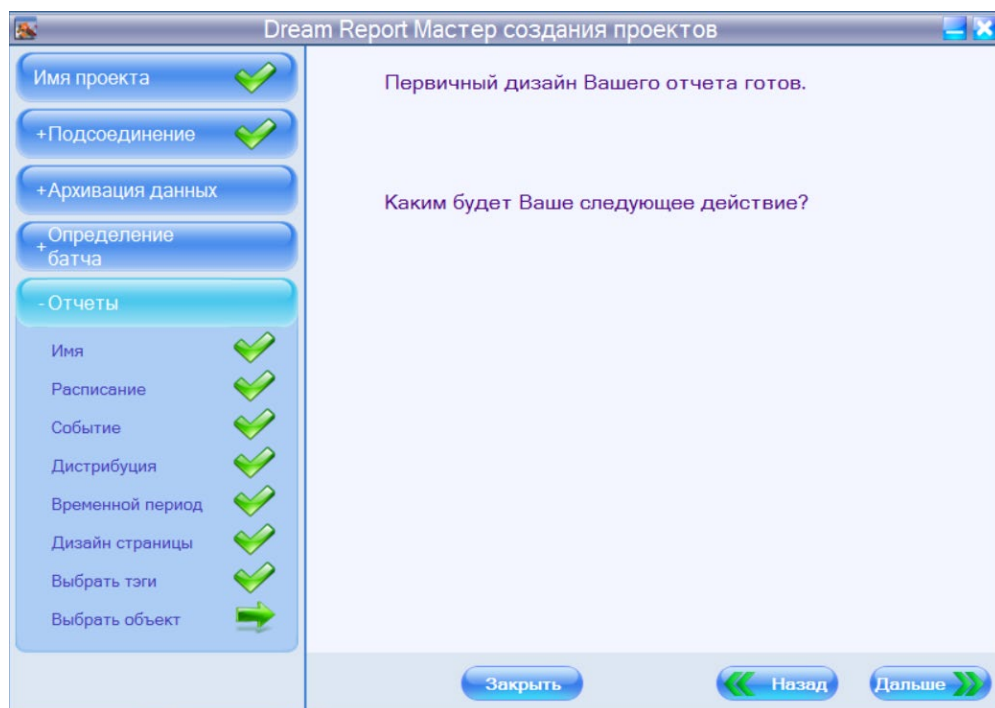 Dream Report Мастер создания проектов
Имя проекта
+Подсоединение
+Архивация данных
+Определение
батча
-Отчеты
Имя
Расписание
Событие
Дистрибуция
Временной период
Дизайн страницы
Выбрать тэги
Выбрать объект
Первичный дизайн Вашего отчета готов.
Каким будет Ваше следующее действие?
Закрыть
Назад
Дальше